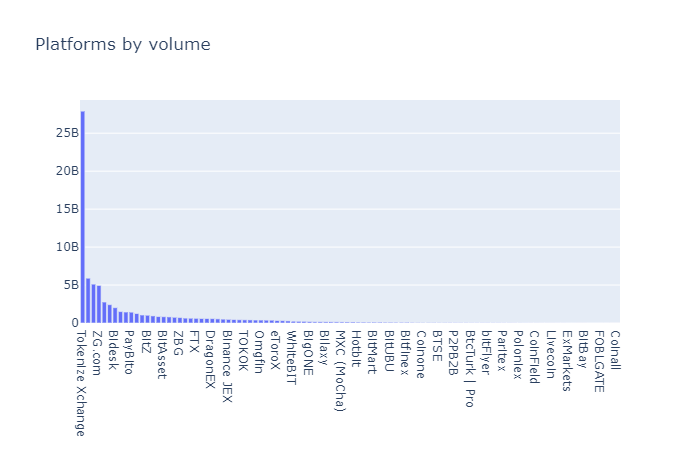 Platforms by volume
25B
20B
15B
10B
5B
0
Tokenize Xchange
ZG.com
Bidesk
PayBito
BitZ
BitAsset
ZBG
FTX
DragonEX
Binance JEX
TOKOK
Omgfin
eToroX
WhiteBIT
BigONE
Bilaxy
MXC (MoCha)
Hotbit
BitMart
BitUBU
Bitfinex
Coinone
BTSE
P2PB2B
BtcTurk | Pro
bitFlyer
Paritex
Poloniex
CoinField
Livecoin
ExMarkets
BitBay
FOBLGATE
Coinall